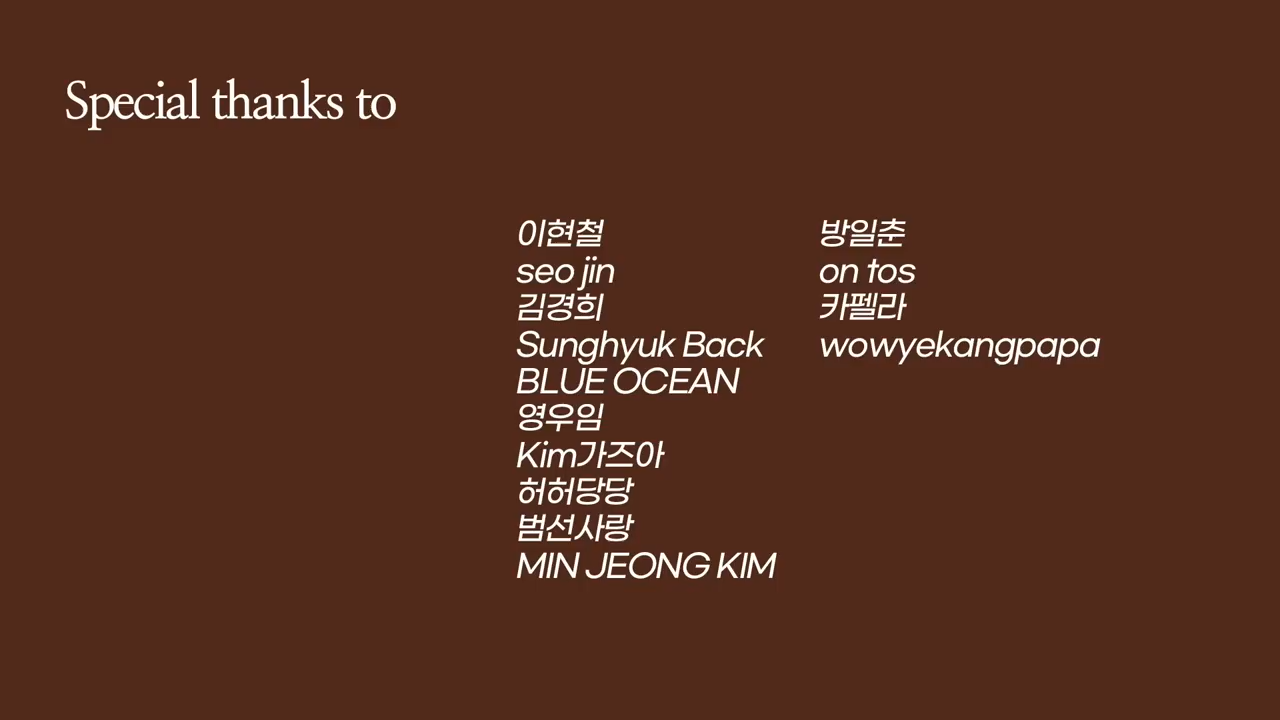 Special thanks to
이현철
seo jin
김경희
Sunghyuk Back
BLUE OCEAN
영우임
Kim가즈아
허허당당
범선사랑
MIN JEONG KIM
방일춘
on tos
카펠라
wowyekangpapa